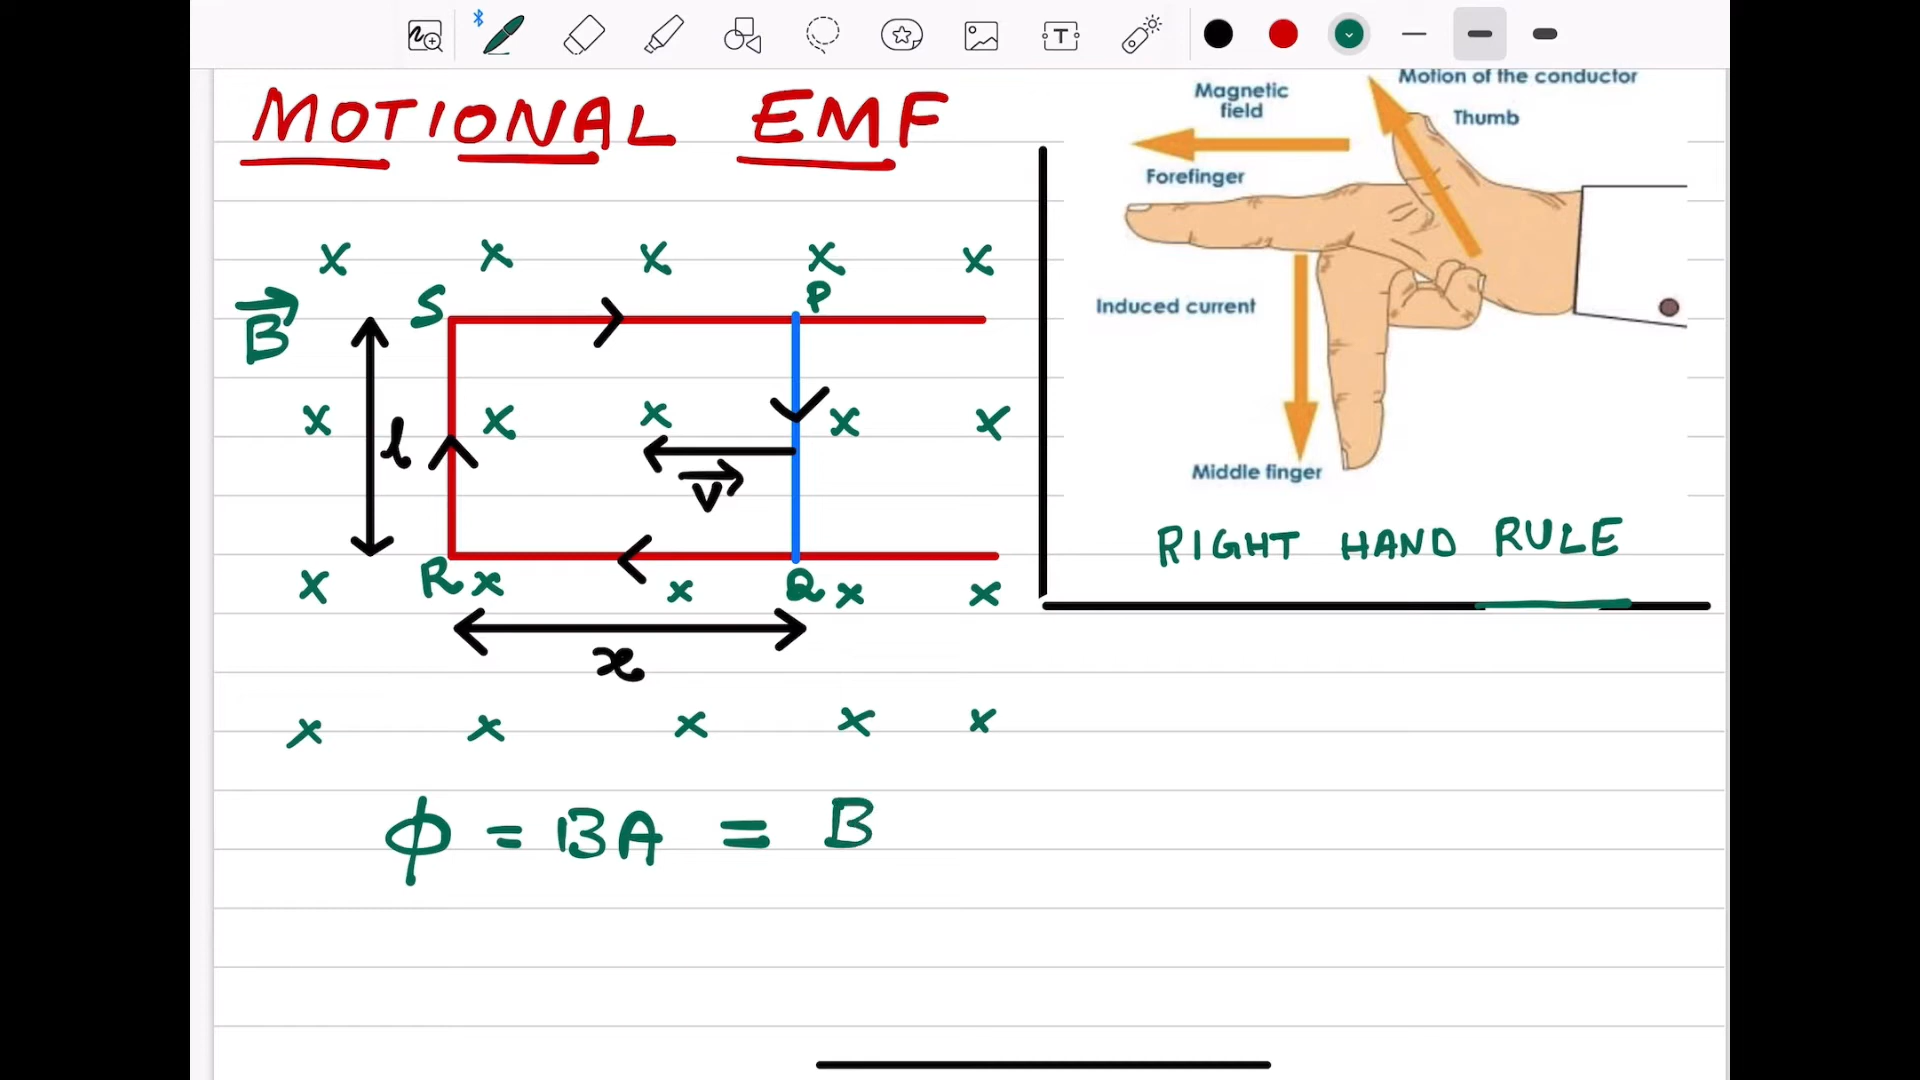 MOTIONAL EMF
Magnetic
field
Motion of the conductor
Thumb
Forefinger
Induced current
Middle finger
RIGHT HAND RULE
x x x x x
B S P
x x x x x
l
v
x R x x Q x x
x
x x x x x
ϕ = BA = B
T